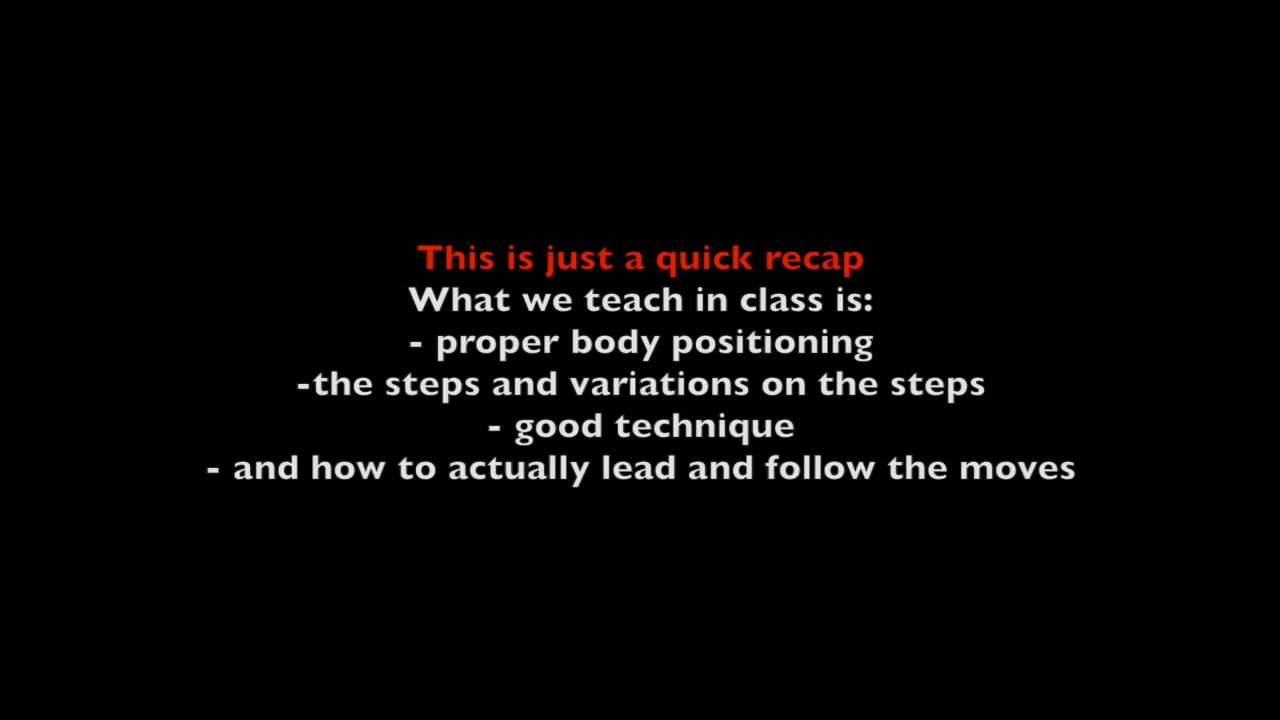 This is just a quick recap
What we teach in class is:
- proper body positioning
-the steps and variations on the steps
- good technique
- and how to actually lead and follow the moves